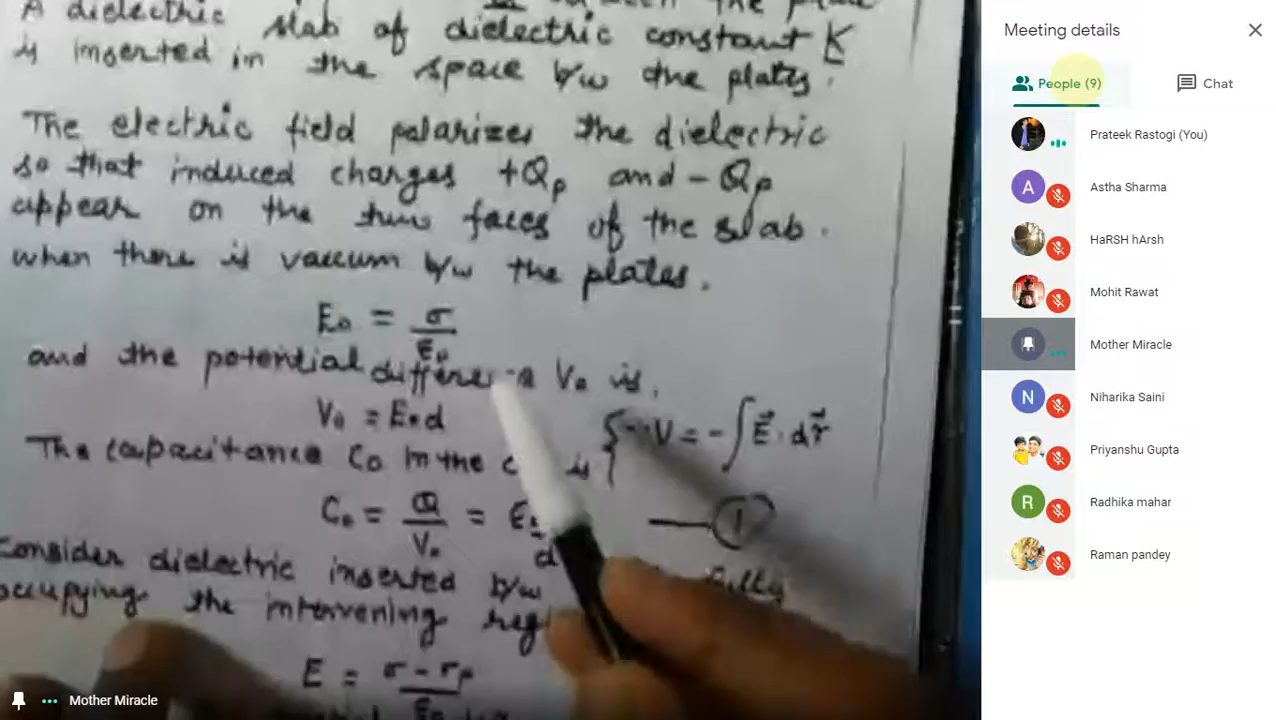 A dielectric slab of dielectric constant K
is inserted in the space b/w the plates.
The electric field polarizes the dielectric
so that induced charges +Qp and -Qp
appear on the two faces of the slab.
when there is vaccum b/w the plates.
E₀ = σ/ε₀
and the potential difference V₀ is.
V₀ = E₀d
{∵ V = -∫E⃗.dr⃗
The capacitance C₀ in the is
C₀ = Q/V₀ =
1
Consider dielectric inserted b/w fully
occupying the intervening
E = σ-σp/ε₀
Mother Miracle
Meeting details
People (9)
Chat
Prateek Rastogi (You)
Astha Sharma
HaRSH hArsh
Mohit Rawat
Mother Miracle
Niharika Saini
Priyanshu Gupta
Radhika mahar
Raman pandey